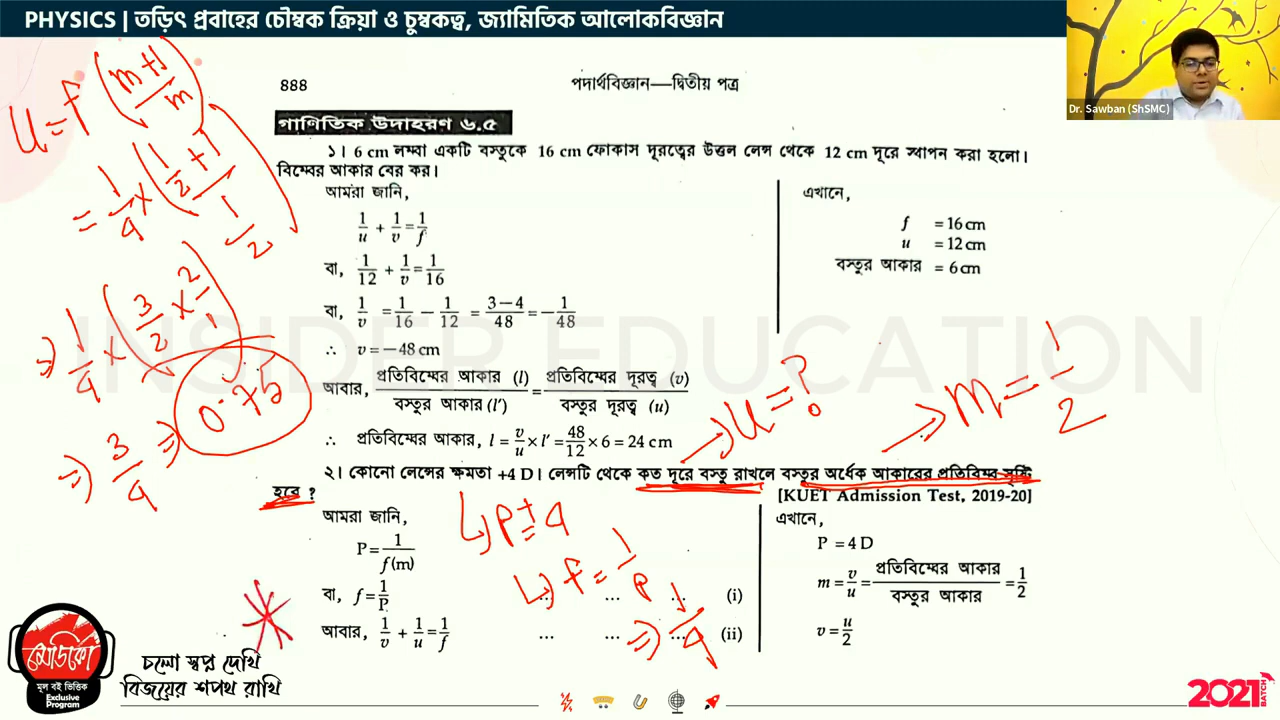 PHYSICS | তড়িৎ প্রবাহের চৌম্বক ক্রিয়া ও চুম্বকত্ব, জ্যামিতিক আলোকবিজ্ঞান
Dr. Sawban (ShSMC)
888 পদার্থবিজ্ঞান—দ্বিতীয় পত্র
গাণিতিক উদাহরণ ৬.৫
১। 6 cm লম্বা একটি বস্তুকে 16 cm ফোকাস দূরত্বের উত্তল লেন্স থেকে 12 cm দূরে স্থাপন করা হলো।
বিম্বের আকার বের কর।
আমরা জানি,
1/u + 1/v = 1/f
বা, 1/12 + 1/v = 1/16
বা, 1/v = 1/16 − 1/12 = 3−4/48 = −1/48
∴ v = −48 cm
আবার, প্রতিবিম্বের আকার (l)/বস্তুর আকার (l′) = প্রতিবিম্বের দূরত্ব (v)/বস্তুর দূরত্ব (u)
∴ প্রতিবিম্বের আকার, l = v/u × l′ = 48/12 × 6 = 24 cm
এখানে,
f = 16 cm
u = 12 cm
বস্তুর আকার = 6 cm
২। কোনো লেন্সের ক্ষমতা +4 D। লেন্সটি থেকে কত দূরে বস্তু রাখলে বস্তুর অর্ধেক আকারের প্রতিবিম্ব সৃষ্টি
হবে ?
[KUET Admission Test, 2019-20]
আমরা জানি,
P = 1/f(m)
বা, f = 1/P ... ... ... (i)
আবার, 1/v + 1/u = 1/f ... ... ... (ii)
এখানে,
P = 4 D
m = v/u = প্রতিবিম্বের আকার/বস্তুর আকার = 1/2
v = u/2
u = f (m+1/m)
= 1/4 × (1/2 + 1 / 1/2)
⇒ 1/4 × (3/2 × 2/1)
⇒ 3/4 ⇒ 0.75
→ u = ?
→ m = 1/2
↳ P = +4
↳ f = 1/P
⇒ 1/4
INSIDER EDUCATION
মেডিকো
মূল বই ভিত্তিক
Exclusive
Program
চলো স্বপ্ন দেখি
বিজয়ের শপথ রাখি
2021 BATCH